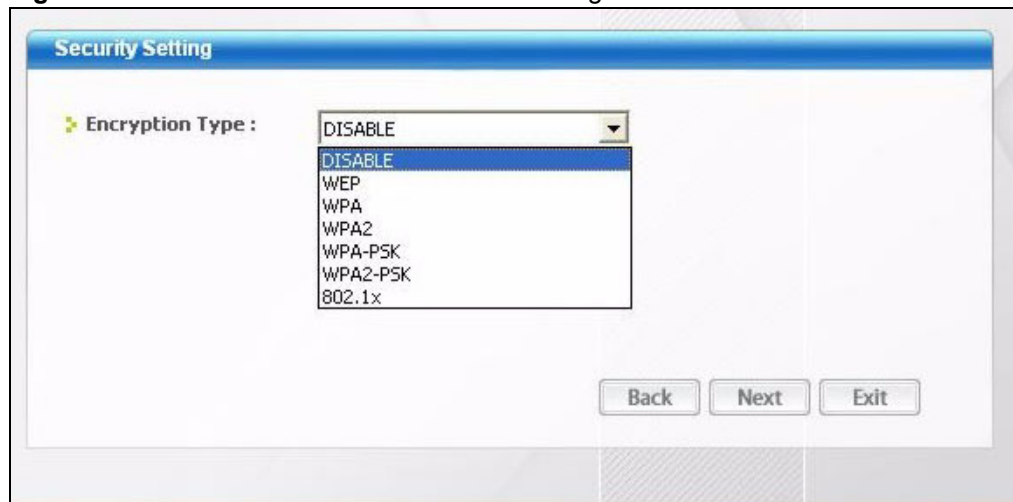 Security Setting
Encryption Type :
DISABLE
DISABLE
WEP
WPA
WPA2
WPA-PSK
WPA2-PSK
802.1x
Back
Next
Exit